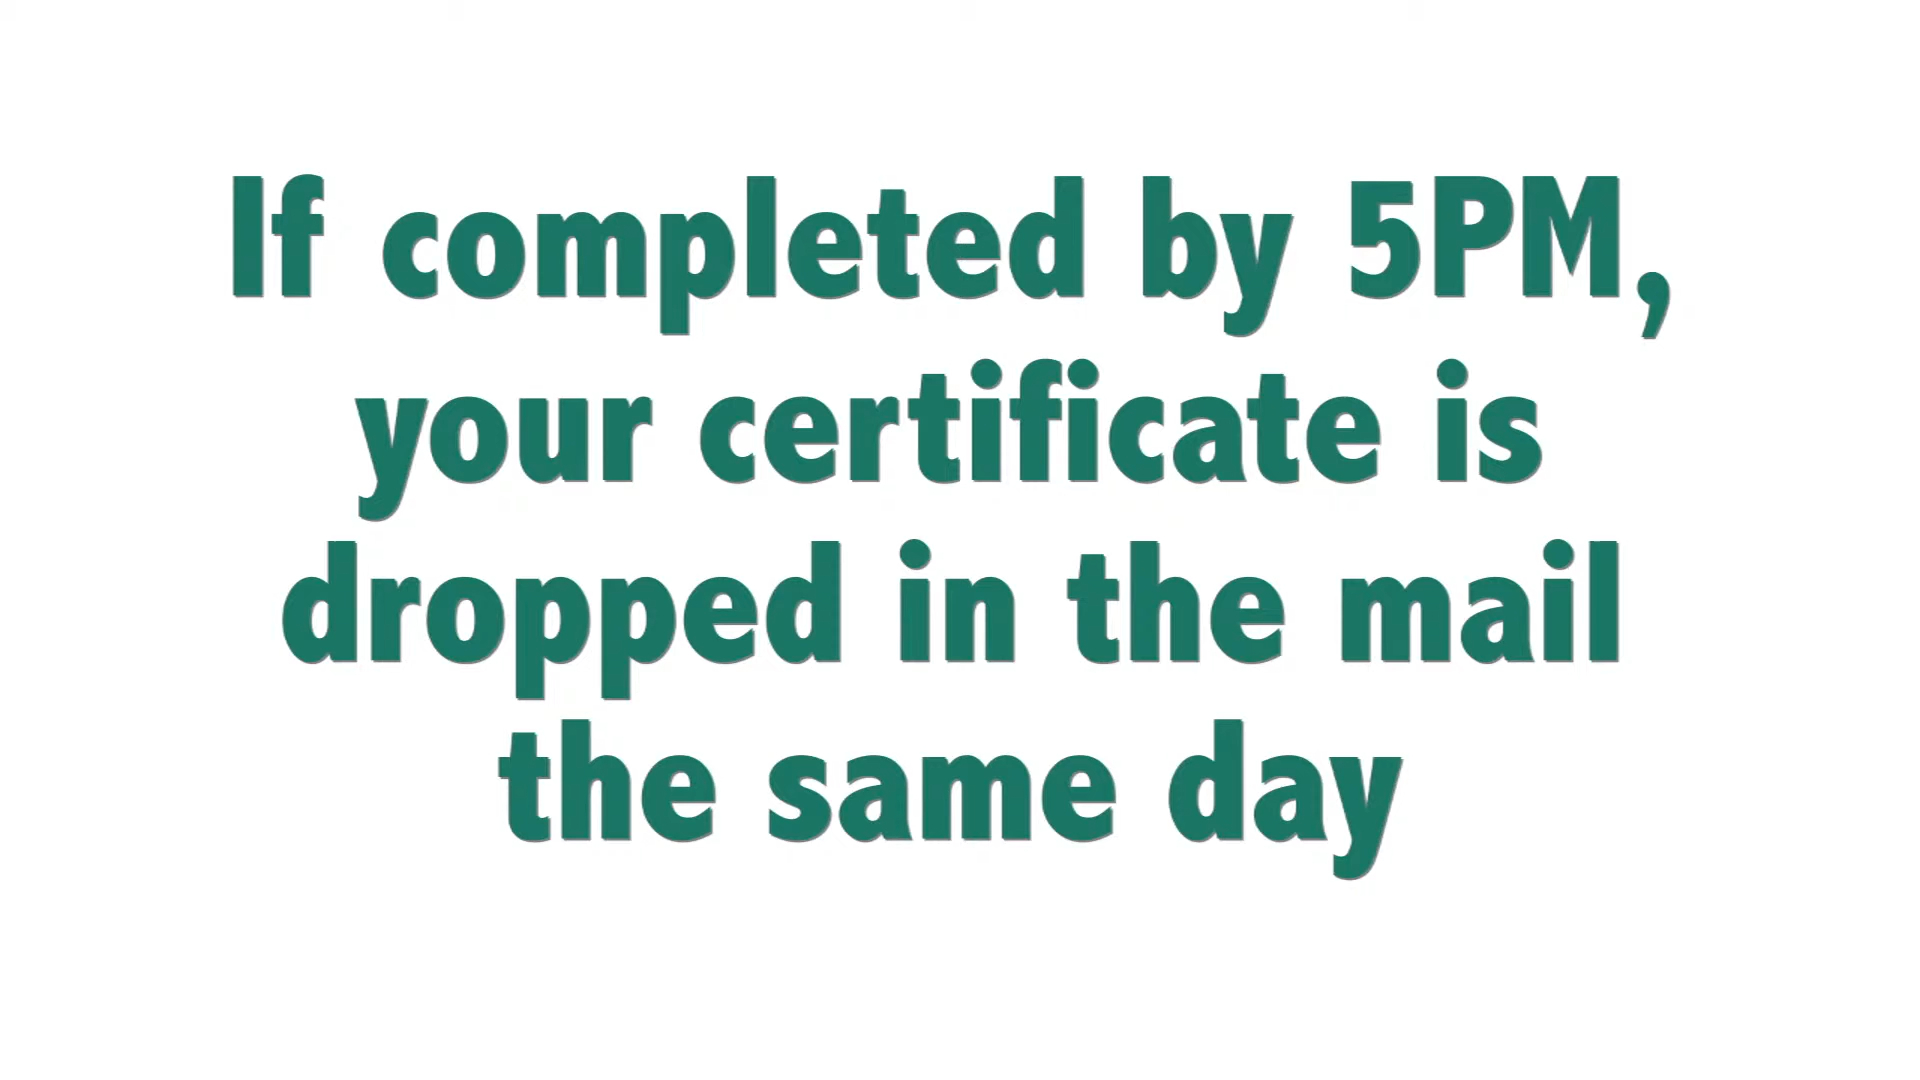 If completed by 5PM,
your certificate is
dropped in the mail
the same day